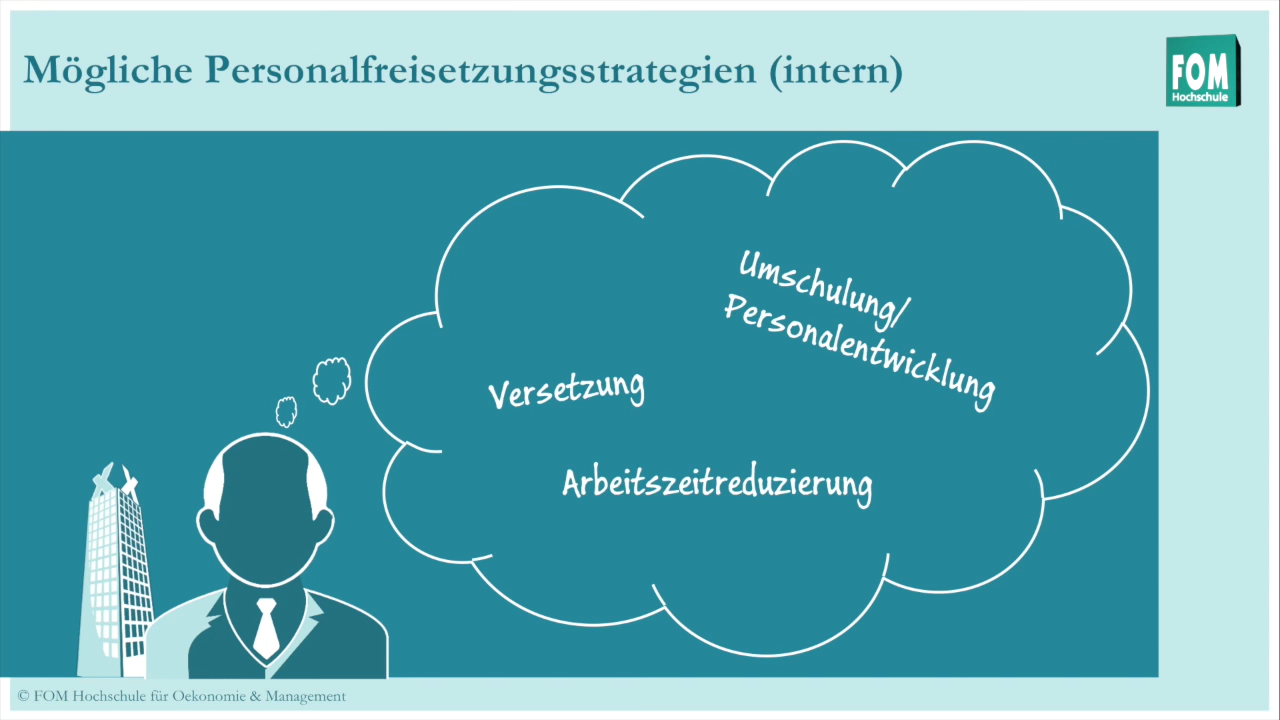 Mögliche Personalfreisetzungsstrategien (intern)
FOM
Hochschule
Umschulung/
Personalentwicklung
Versetzung
Arbeitszeitreduzierung
© FOM Hochschule für Oekonomie & Management